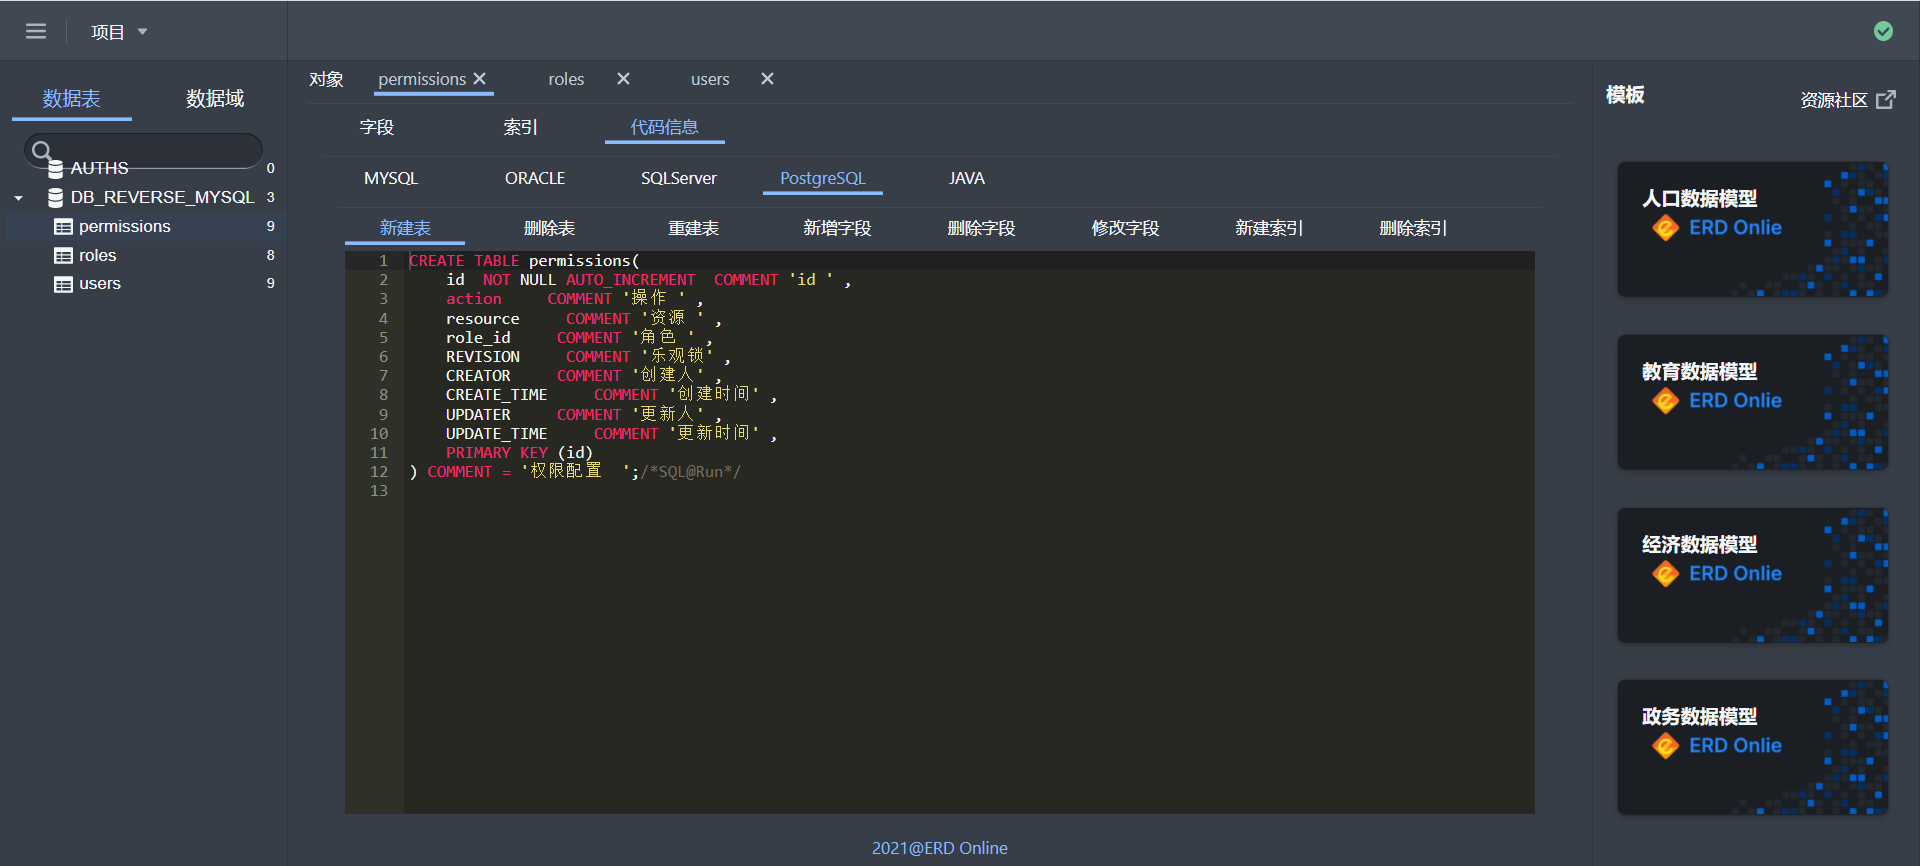 项目
数据表 数据域
AUTHS 0
DB_REVERSE_MYSQL 3
permissions 9
roles 8
users 9
对象 permissions roles users
字段 索引 代码信息
MYSQL ORACLE SQLServer PostgreSQL JAVA
新建表 删除表 重建表 新增字段 删除字段 修改字段 新建索引 删除索引
1 CREATE TABLE permissions(
2 id  NOT NULL AUTO_INCREMENT  COMMENT 'id ' ,
3 action     COMMENT '操作 ' ,
4 resource     COMMENT '资源 ' ,
5 role_id     COMMENT '角色 ' ,
6 REVISION     COMMENT '乐观锁' ,
7 CREATOR     COMMENT '创建人' ,
8 CREATE_TIME     COMMENT '创建时间' ,
9 UPDATER     COMMENT '更新人' ,
10 UPDATE_TIME     COMMENT '更新时间' ,
11 PRIMARY KEY (id)
12 ) COMMENT = '权限配置  ';/*SQL@Run*/
13
2021@ERD Online
模板 资源社区
人口数据模型
ERD Onlie
教育数据模型
ERD Onlie
经济数据模型
ERD Onlie
政务数据模型
ERD Onlie